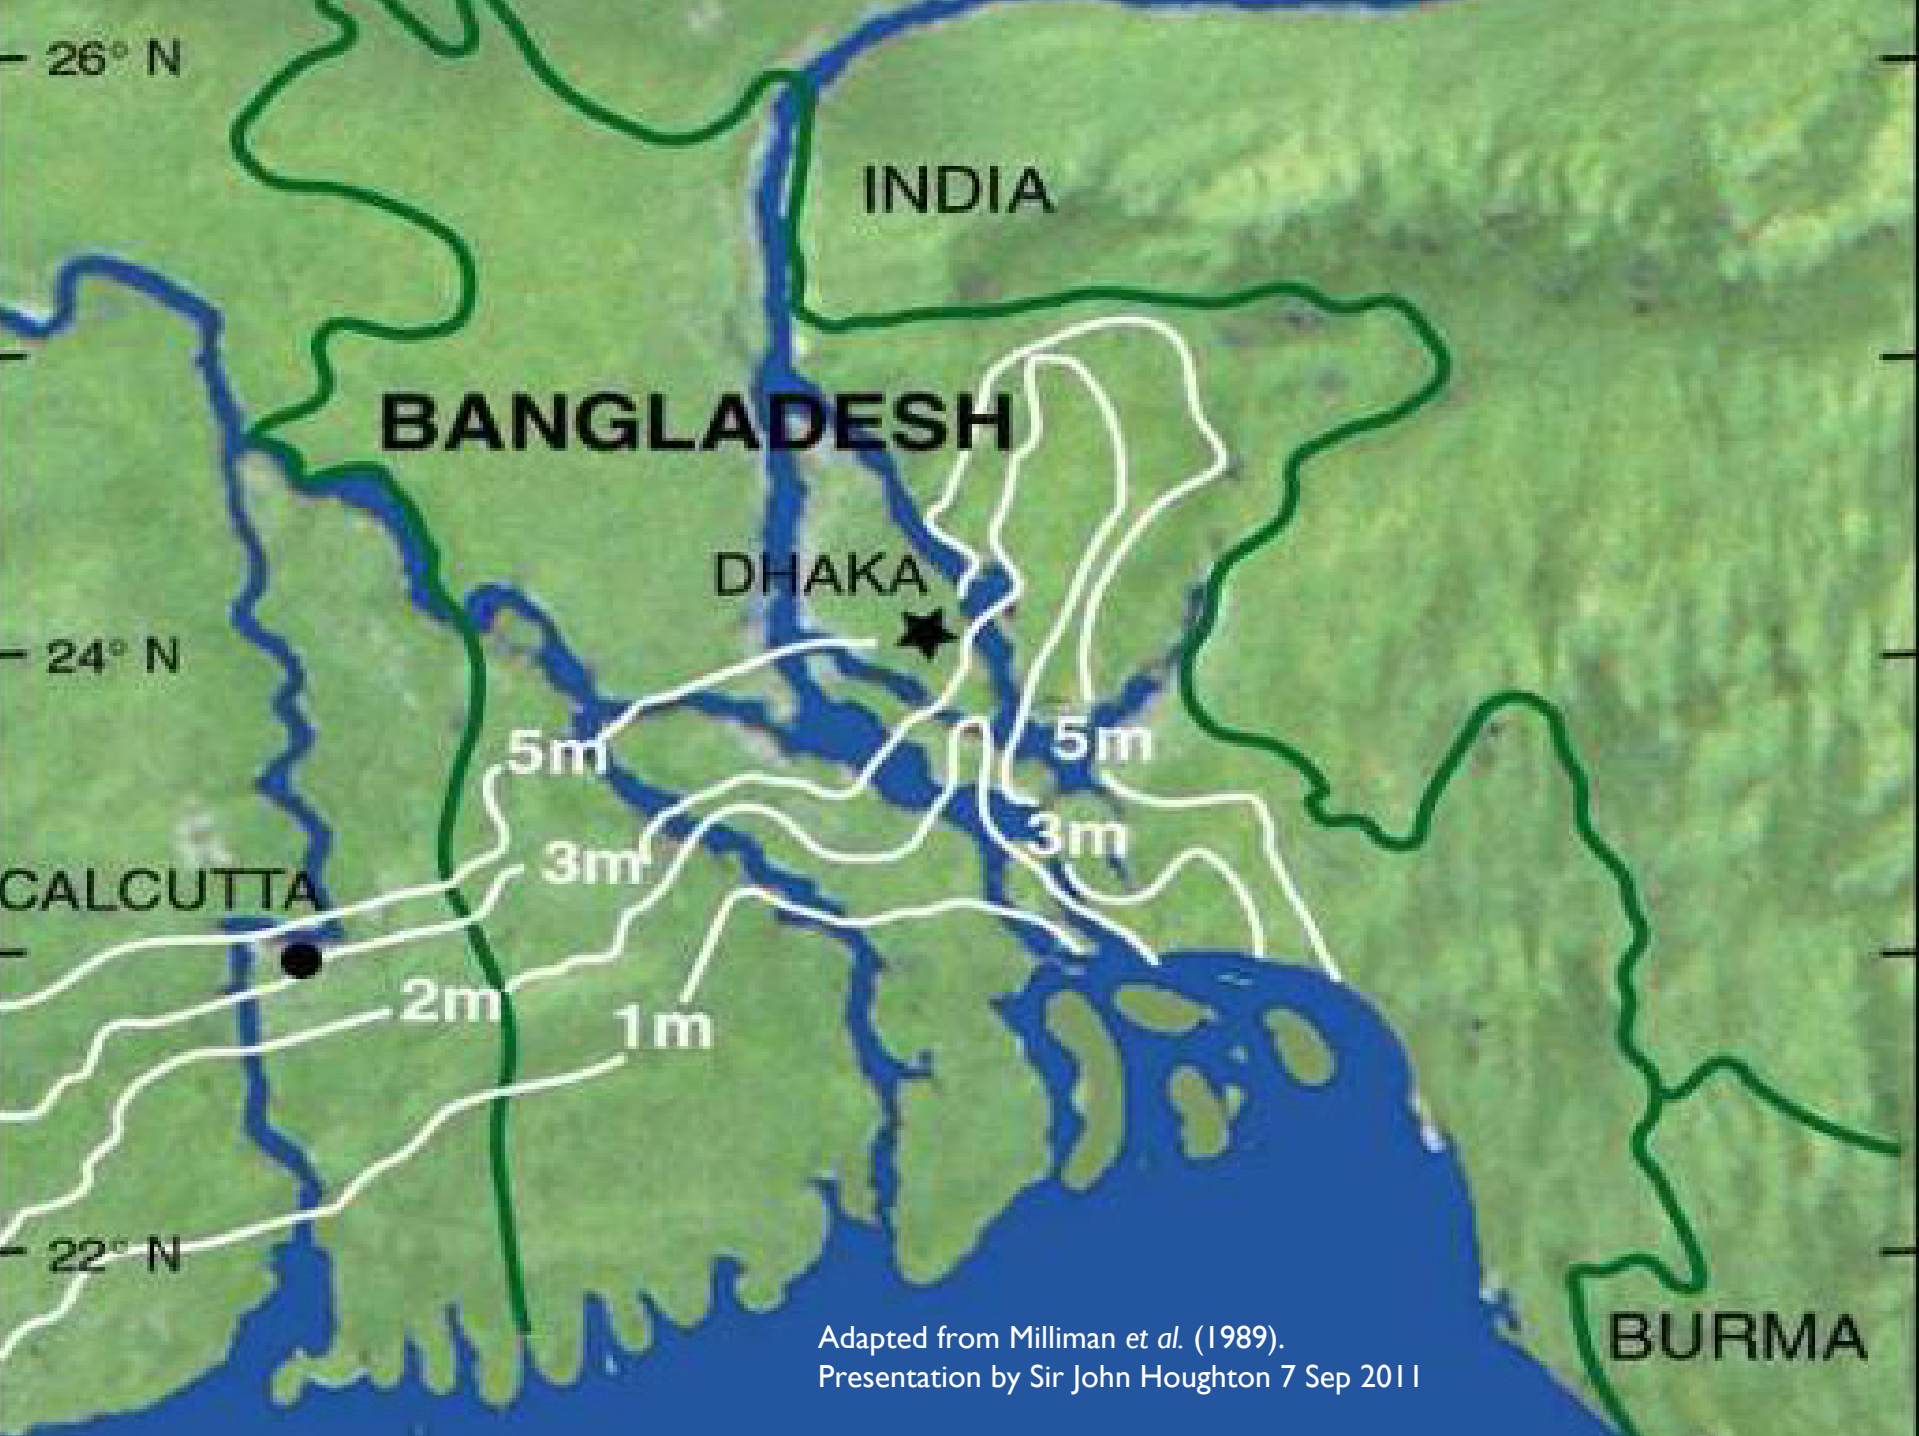 26° N
INDIA
BANGLADESH
DHAKA
24° N
5m
5m
3m
3m
CALCUTTA
2m
1m
22° N
BURMA
Adapted from Milliman et al. (1989).
Presentation by Sir John Houghton 7 Sep 2011